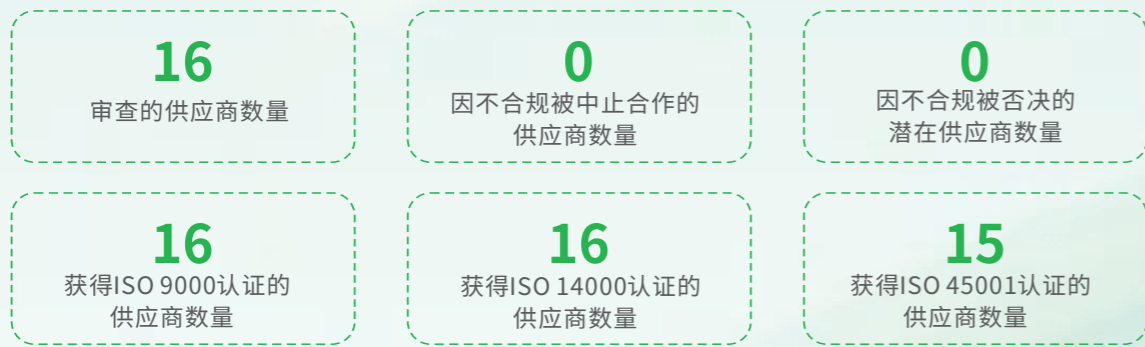 16
审查的供应商数量
0
因不合规被中止合作的
供应商数量
0
因不合规被否决的
潜在供应商数量
16
获得ISO 9000认证的
供应商数量
16
获得ISO 14000认证的
供应商数量
15
获得ISO 45001认证的
供应商数量